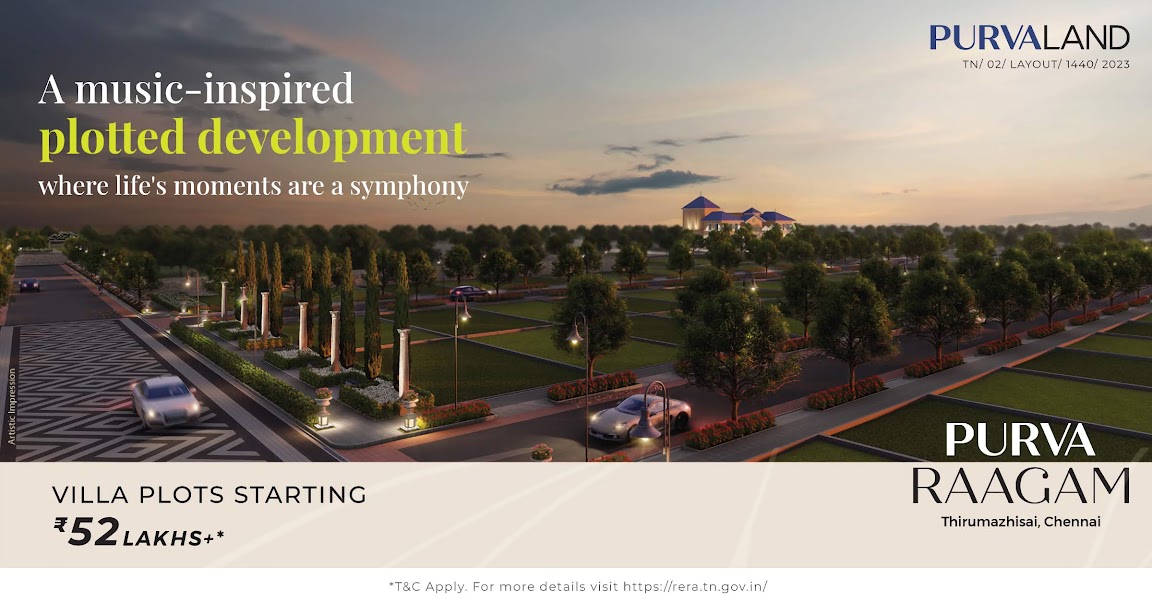 PURVALAND
TN/ 02/ LAYOUT/ 1440/ 2023
A music-inspired
plotted development
where life's moments are a symphony
Artistic Impression
PURVA
RAAGAM
Thirumazhisai, Chennai
VILLA PLOTS STARTING
₹52 LAKHS+*
*T&C Apply. For more details visit https://rera.tn.gov.in/